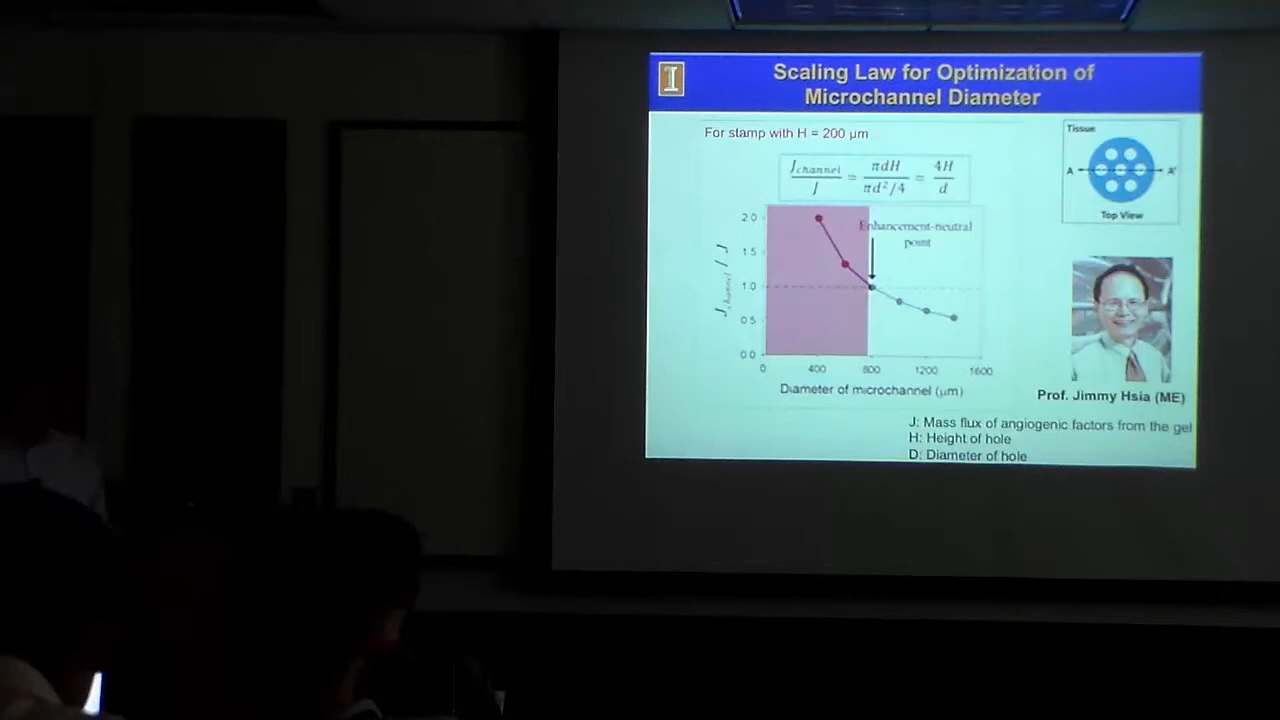 I
Scaling Law for Optimization of
Microchannel Diameter
For stamp with H = 200 μm
J_channel / J = πdH / πd²/4 = 4H / d
Tissue
A A'
Top View
2.0
1.5
1.0
0.5
0.0
J_channel / J
Enhancement-neutral
point
0 400 800 1200 1600
Diameter of microchannel (μm)
Prof. Jimmy Hsia (ME)
J: Mass flux of angiogenic factors from the gel
H: Height of hole
D: Diameter of hole